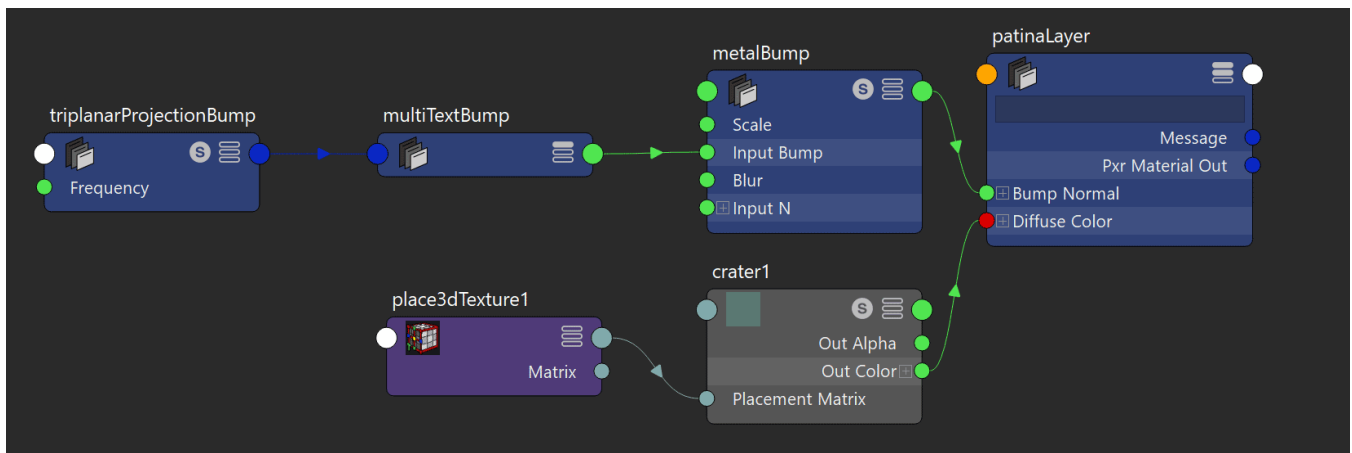 patinaLayer
metalBump
triplanarProjectionBump
multiTextBump
S
S
Scale
Message
Input Bump
Pxr Material Out
Frequency
Blur
Bump Normal
Input N
Diffuse Color
crater1
place3dTexture1
S
Out Alpha
Matrix
Out Color
Placement Matrix